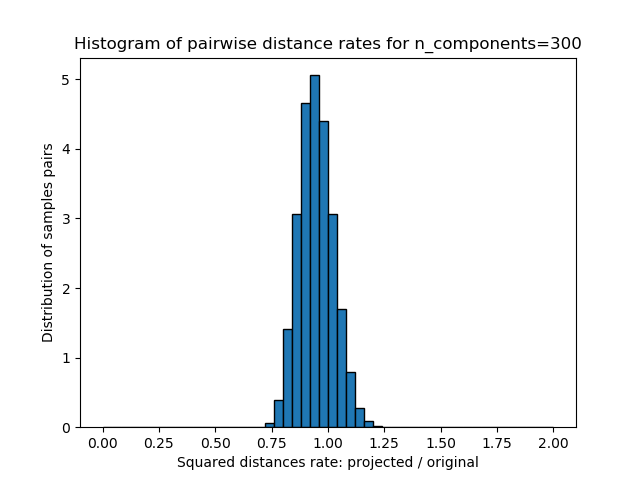 Histogram of pairwise distance rates for n_components=300
Distribution of samples pairs
5
4
3
2
1
0
0.00 0.25 0.50 0.75 1.00 1.25 1.50 1.75 2.00
Squared distances rate: projected / original